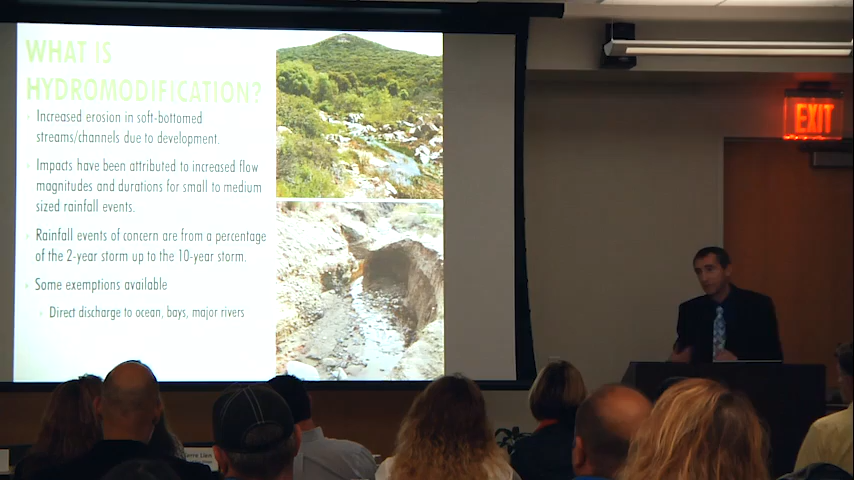 WHAT IS
HYDROMODIFICATION?
Increased erosion in soft-bottomed
streams/channels due to development.
Impacts have been attributed to increased flow
magnitudes and durations for small to medium
sized rainfall events.
Rainfall events of concern are from a percentage
of the 2-year storm up to the 10-year storm.
Some exemptions available
Direct discharge to ocean, bays, major rivers
EXIT